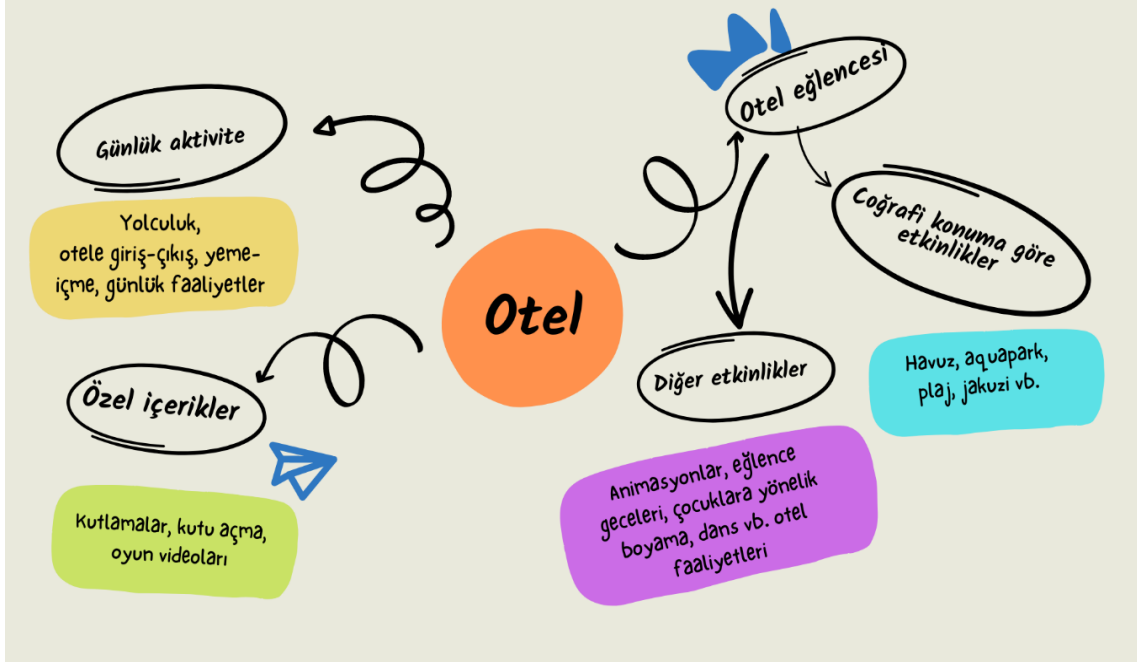 Otel eğlencesi
Günlük aktivite
Coğrafi konuma göre
etkinlikler
Yolculuk,
otele giriş-çıkış, yeme-
içme, günlük faaliyetler
Otel
Diğer etkinlikler
Havuz, aquapark,
plaj, jakuzi vb.
Özel içerikler
Animasyonlar, eğlence
geceleri, çocuklara yönelik
boyama, dans vb. otel
faaliyetleri
Kutlamalar, kutu açma,
oyun videoları